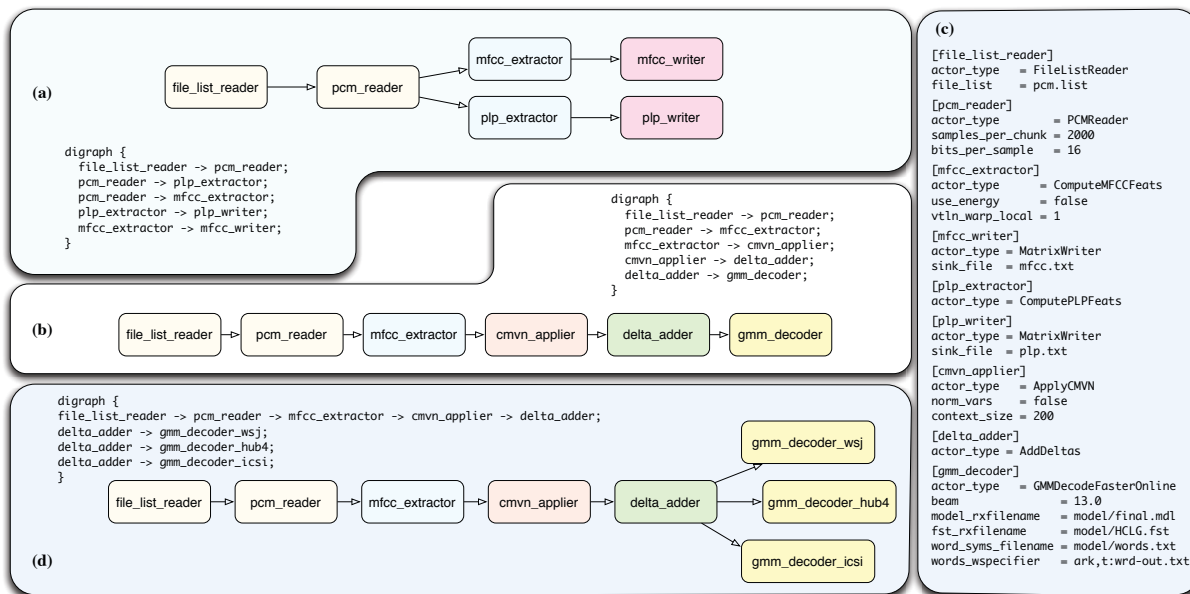 (a)
file_list_reader
pcm_reader
mfcc_extractor
mfcc_writer
plp_extractor
plp_writer
digraph {
file_list_reader -> pcm_reader;
pcm_reader -> plp_extractor;
pcm_reader -> mfcc_extractor;
plp_extractor -> plp_writer;
mfcc_extractor -> mfcc_writer;
}
digraph {
file_list_reader -> pcm_reader;
pcm_reader -> mfcc_extractor;
mfcc_extractor -> cmvn_applier;
cmvn_applier -> delta_adder;
delta_adder -> gmm_decoder;
}
(b)
file_list_reader
pcm_reader
mfcc_extractor
cmvn_applier
delta_adder
gmm_decoder
digraph {
file_list_reader -> pcm_reader -> mfcc_extractor -> cmvn_applier -> delta_adder;
delta_adder -> gmm_decoder_wsj;
delta_adder -> gmm_decoder_hub4;
delta_adder -> gmm_decoder_icsi;
}
file_list_reader
pcm_reader
mfcc_extractor
cmvn_applier
delta_adder
gmm_decoder_wsj
gmm_decoder_hub4
gmm_decoder_icsi
(d)
(c)
[file_list_reader]
actor_type = FileListReader
file_list = pcm.list
[pcm_reader]
actor_type = PCMReader
samples_per_chunk = 2000
bits_per_sample = 16
[mfcc_extractor]
actor_type = ComputeMFCCFeats
use_energy = false
vtln_warp_local = 1
[mfcc_writer]
actor_type = MatrixWriter
sink_file = mfcc.txt
[plp_extractor]
actor_type = ComputePLPFeats
[plp_writer]
actor_type = MatrixWriter
sink_file = plp.txt
[cmvn_applier]
actor_type = ApplyCMVN
norm_vars = false
context_size = 200
[delta_adder]
actor_type = AddDeltas
[gmm_decoder]
actor_type = GMMDecodeFasterOnline
beam = 13.0
model_rxfilename = model/final.mdl
fst_rxfilename = model/HCLG.fst
word_syms_filename = model/words.txt
words_wspecifier = ark,t:wrd-out.txt